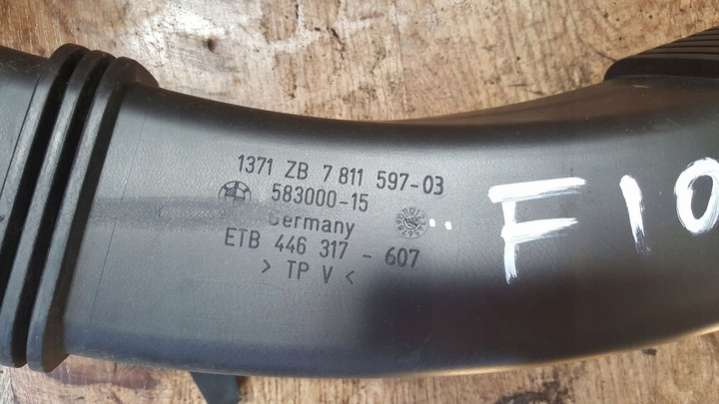 1371 ZB 7 811 597-03
583000-15
Germany
ETB 446 317 - 607
> TP V <
F10